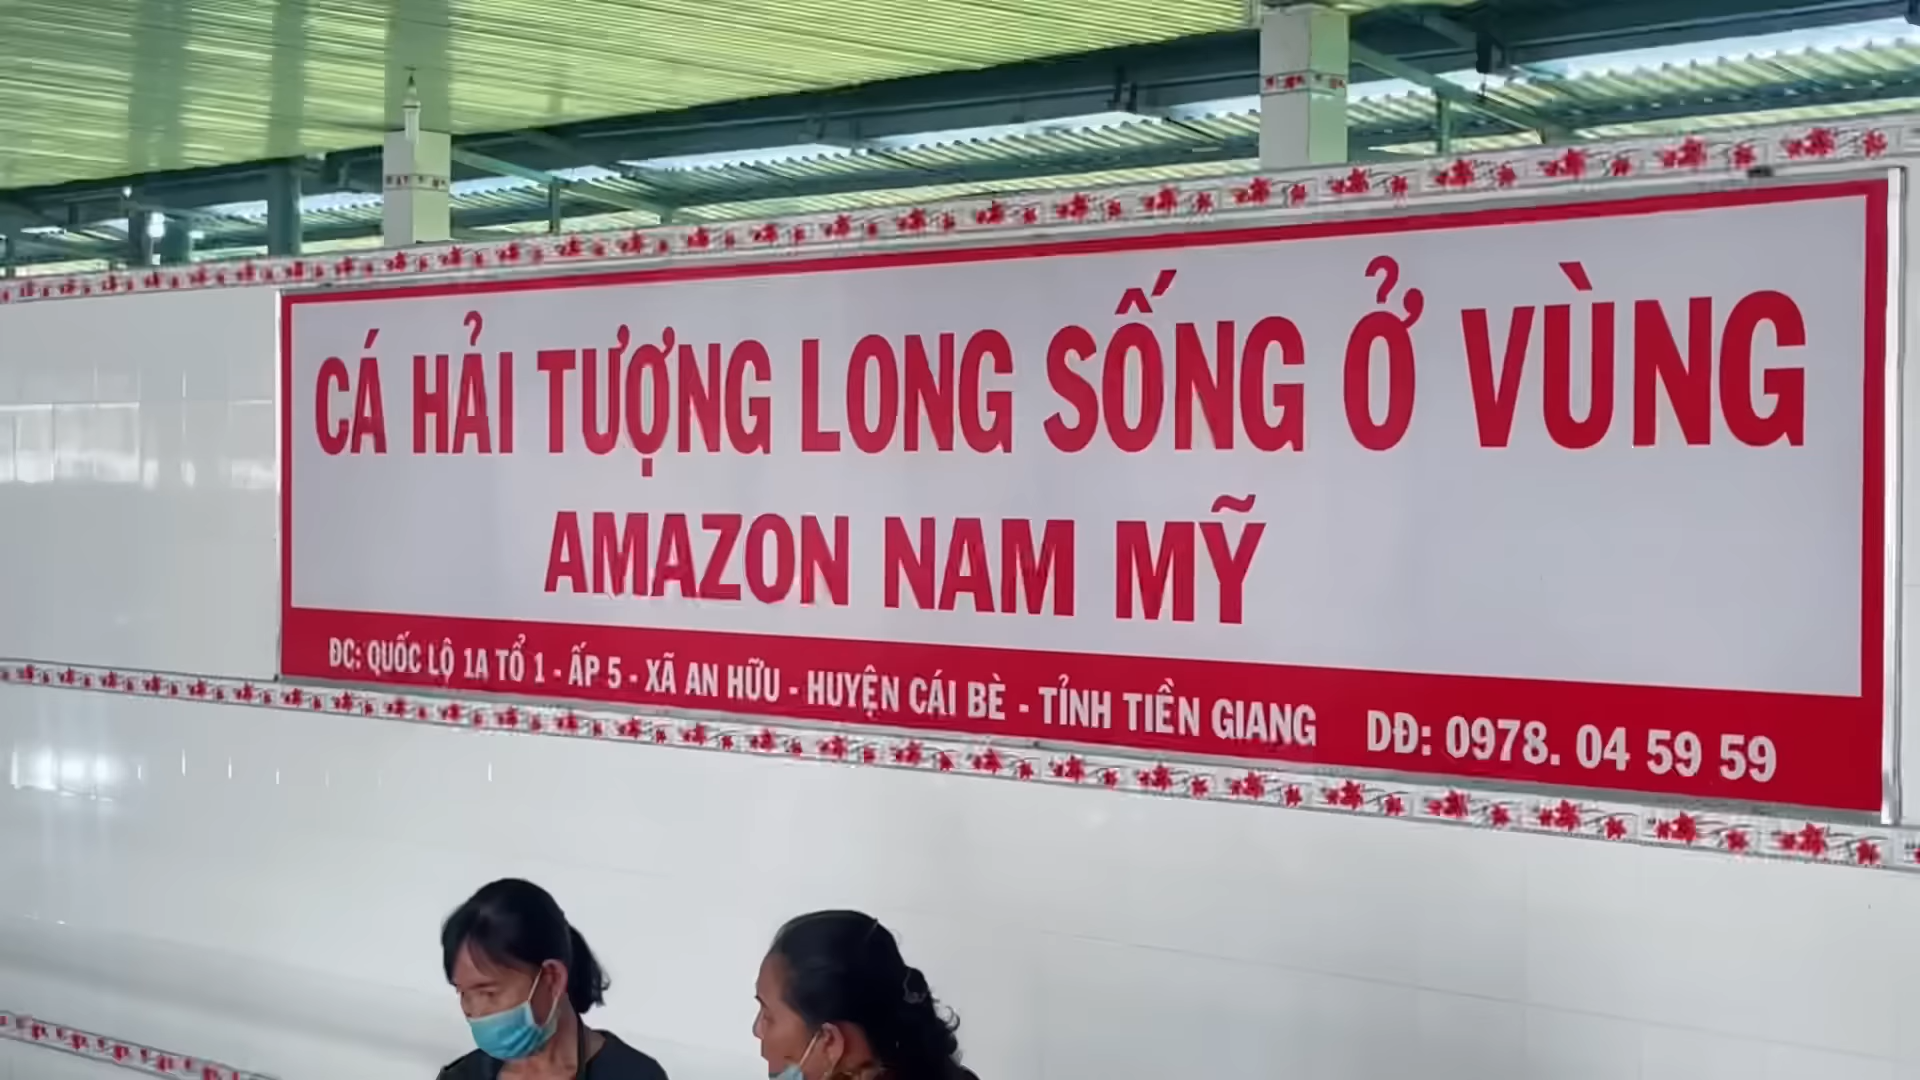 CÁ HẢI TƯỢNG LONG SỐNG Ở VÙNG
AMAZON NAM MỸ
ĐC: QUỐC LỘ 1A TỔ 1 - ẤP 5 - XÃ AN HỮU - HUYỆN CÁI BÈ - TỈNH TIỀN GIANG DĐ: 0978. 04 59 59